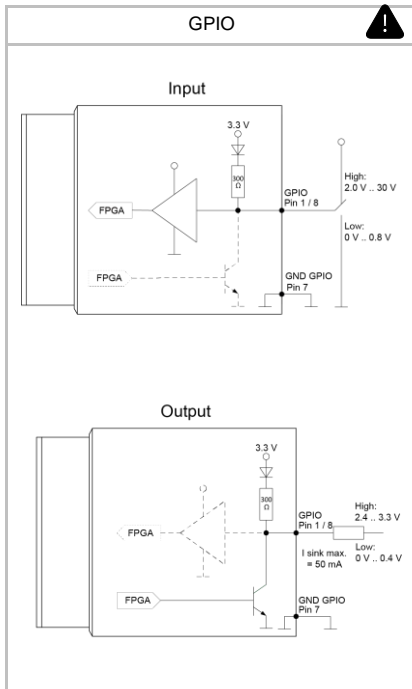 GPIO
!
Input
3.3 V
300
Ω
FPGA
GPIO
Pin 1 / 8
High:
2.0 V .. 30 V
Low:
0 V .. 0.8 V
FPGA
GND GPIO
Pin 7
Output
3.3 V
300
Ω
FPGA
GPIO
Pin 1 / 8
High:
2.4 .. 3.3 V
I sink max.
= 50 mA
Low:
0 V .. 0.4 V
FPGA
GND GPIO
Pin 7